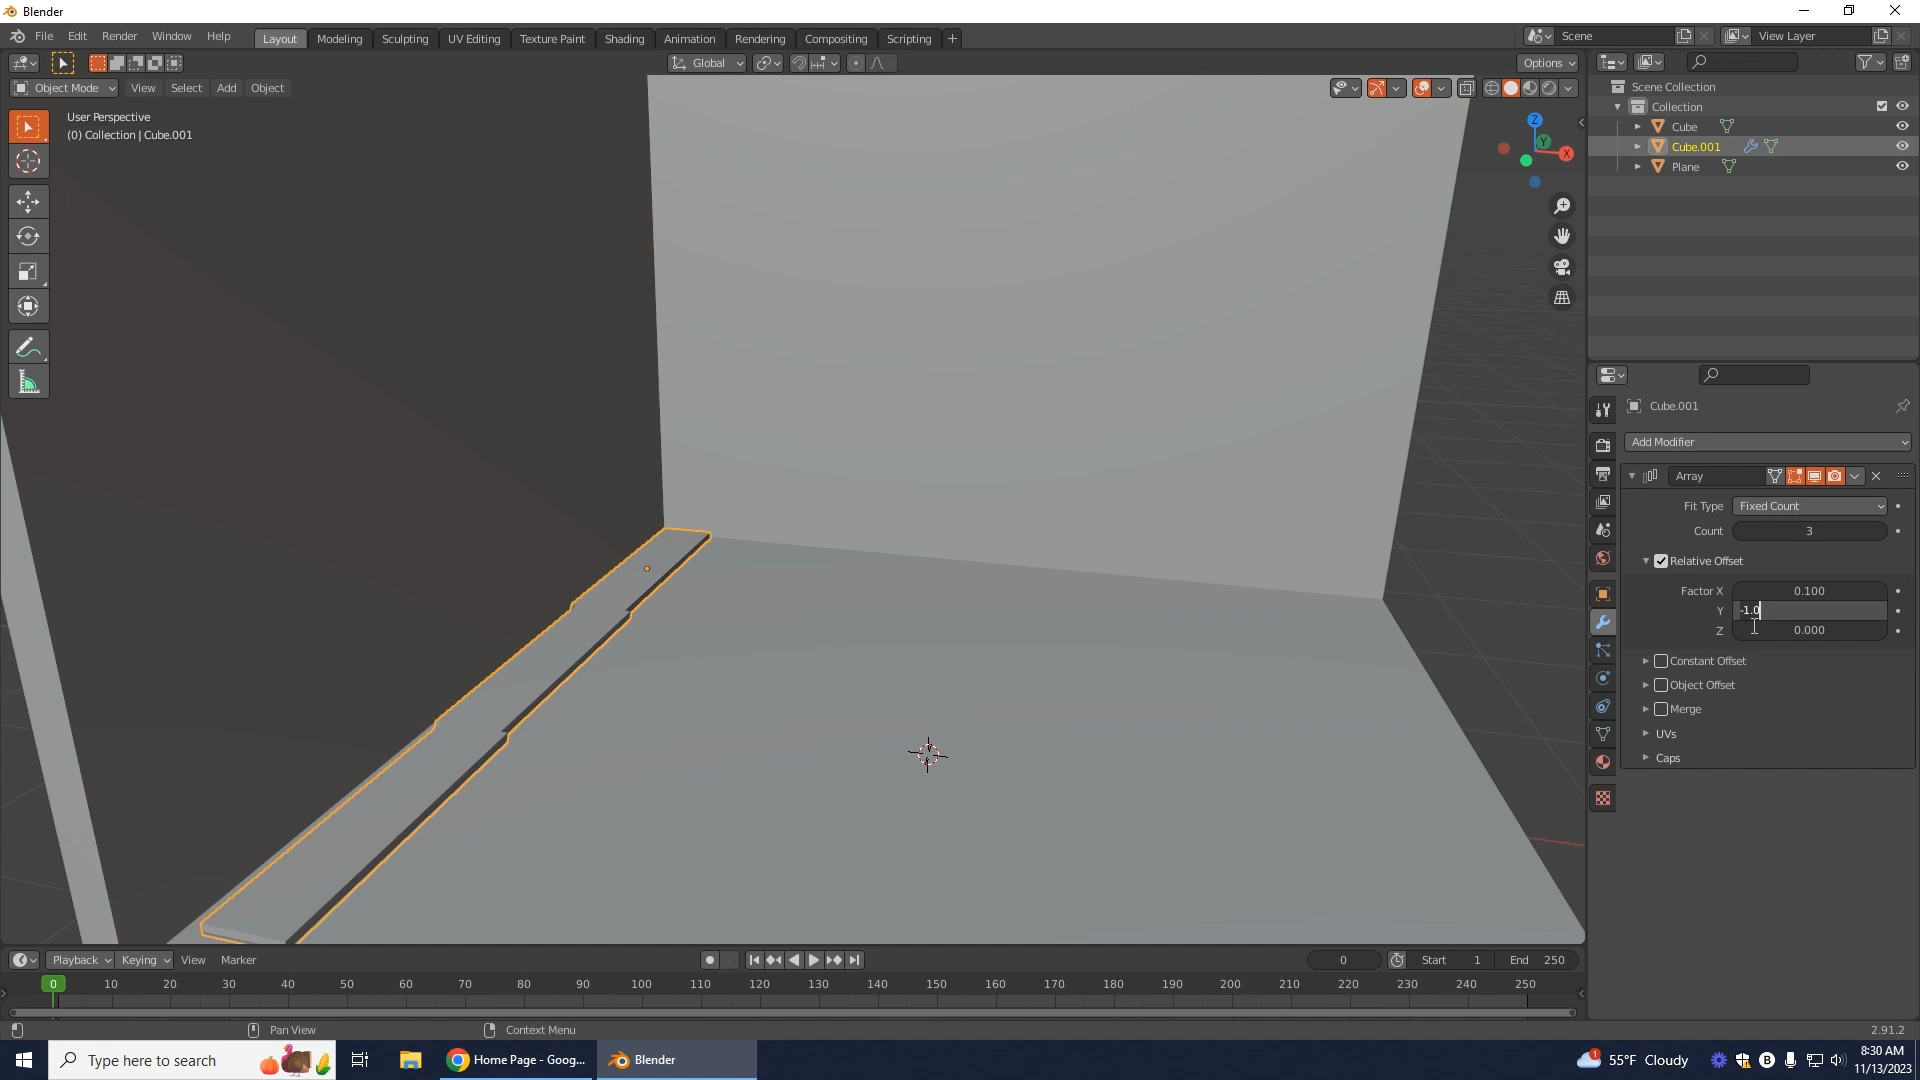 Blender
File Edit Render Window Help
Layout Modeling Sculpting UV Editing Texture Paint Shading Animation Rendering Compositing Scripting +
Scene
View Layer
Global
Options
Object Mode View Select Add Object
User Perspective
(0) Collection | Cube.001
Z
Y
X
Scene Collection
Collection
Cube
Cube.001
Plane
Cube.001
Add Modifier
Array
Fit Type Fixed Count
Count 3
Relative Offset
Factor X 0.100
Y -1.0
Z 0.000
Constant Offset
Object Offset
Merge
UVs
Caps
Playback Keying View Marker
0
Start 1
End 250
0 10 20 30 40 50 60 70 80 90 100 110 120 130 140 150 160 170 180 190 200 210 220 230 240 250
Pan View
Context Menu
2.91.2
Type here to search
Home Page - Goog...
Blender
1
55°F Cloudy
8:30 AM
11/13/2023